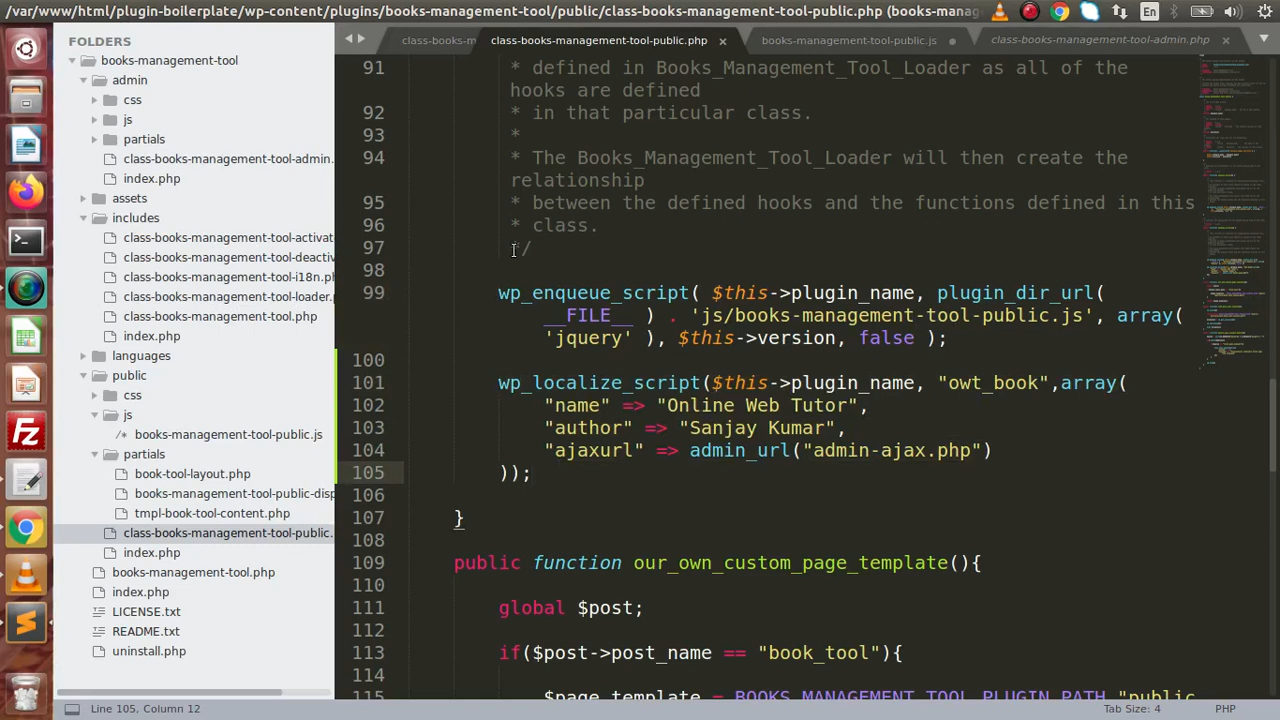 /var/www/html/plugin-boilerplate/wp-content/plugins/books-management-tool/public/class-books-management-tool-public.php (books-mana
En
FOLDERS
books-management-tool
admin
css
js
partials
class-books-management-tool-admin.
index.php
assets
includes
class-books-management-tool-activat
class-books-management-tool-deactiv
class-books-management-tool-i18n.ph
class-books-management-tool-loader.p
class-books-management-tool.php
index.php
languages
public
css
js
/* books-management-tool-public.js
partials
book-tool-layout.php
books-management-tool-public-disp
tmpl-book-tool-content.php
class-books-management-tool-public.
index.php
books-management-tool.php
index.php
LICENSE.txt
README.txt
uninstall.php
class-books-m
class-books-management-tool-public.php
books-management-tool-public.js
class-books-management-tool-admin.php
91 * defined in Books_Management_Tool_Loader as all of the
hooks are defined
92 * in that particular class.
93 *
94 * The Books_Management_Tool_Loader will then create the
relationship
95 * between the defined hooks and the functions defined in this
96 class.
97 */
98
99 wp_enqueue_script( $this->plugin_name, plugin_dir_url(
__FILE__ ) . 'js/books-management-tool-public.js', array(
'jquery' ), $this->version, false );
100
101 wp_localize_script($this->plugin_name, "owt_book",array(
102 "name" => "Online Web Tutor",
103 "author" => "Sanjay Kumar",
104 "ajaxurl" => admin_url("admin-ajax.php")
105 ));
106
107 }
108
109 public function our_own_custom_page_template(){
110
111 global $post;
112
113 if($post->post_name == "book_tool"){
114
115 $page_template = BOOKS_MANAGEMENT_TOOL_PLUGIN_PATH."public
Line 105, Column 12
Tab Size: 4
PHP